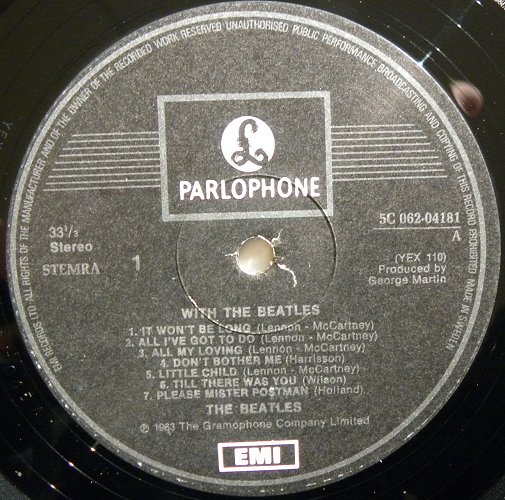 EMI RECORDS LTD. ALL RIGHTS OF THE MANUFACTURER AND OF THE OWNER OF THE RECORDED WORK RESERVED UNAUTHORISED PUBLIC PERFORMANCE BROADCASTING AND COPYING OF THIS RECORD PROHIBITED MADE IN SWEDEN
£
PARLOPHONE
33⅓
Stereo
STEMRA
1
5C 062-04181
A
(YEX 110)
Produced by
George Martin
WITH THE BEATLES
1. IT WON'T BE LONG (Lennon - McCartney)
2. ALL I'VE GOT TO DO (Lennon - McCartney)
3. ALL MY LOVING (Lennon - McCartney)
4. DON'T BOTHER ME (Harrisson)
5. LITTLE CHILD (Lennon - McCartney)
6. TILL THERE WAS YOU (Wilson)
7. PLEASE MISTER POSTMAN (Holland)
THE BEATLES
℗ 1963 The Gramophone Company Limited
EMI